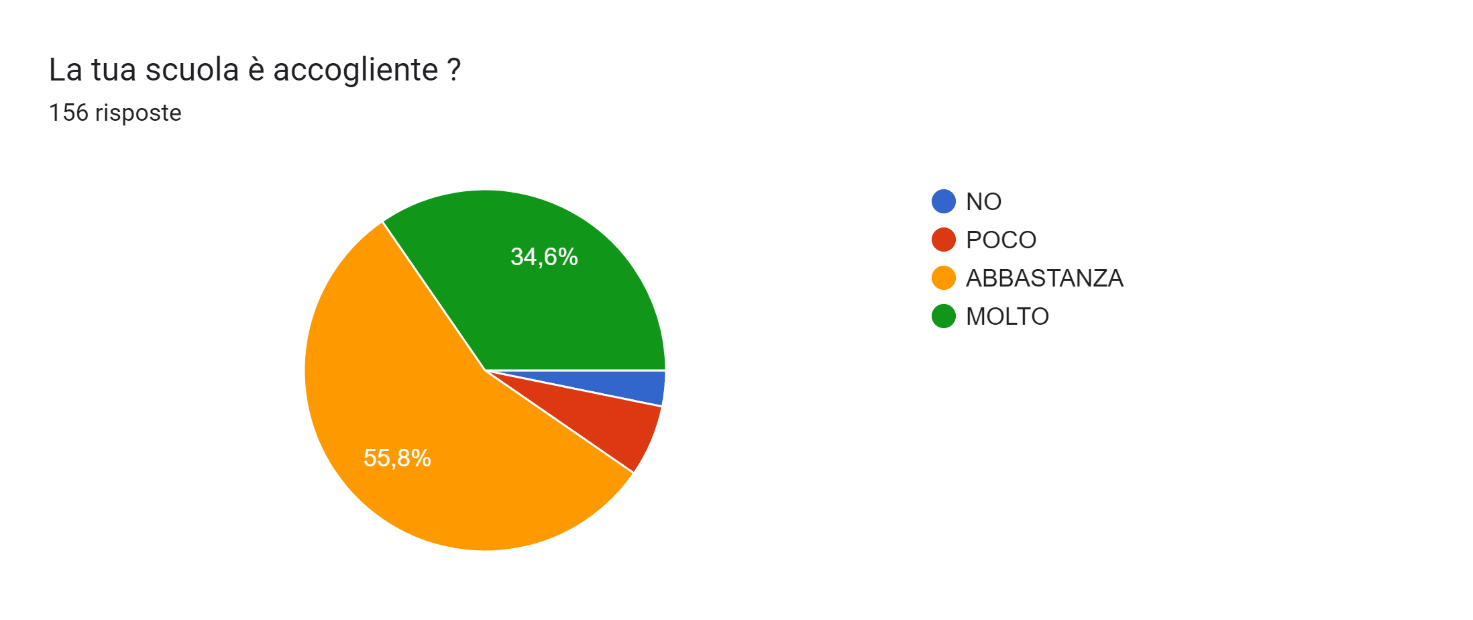 La tua scuola è accogliente ?
156 risposte
34,6%
55,8%
NO
POCO
ABBASTANZA
MOLTO